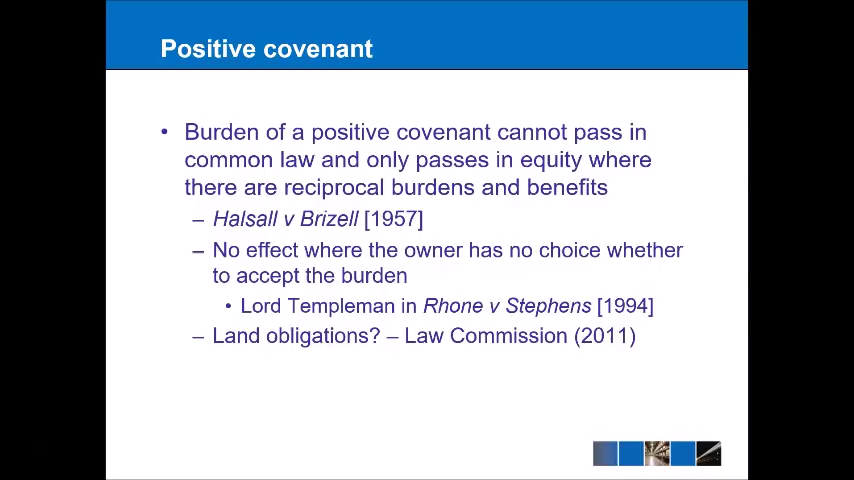 Positive covenant
• Burden of a positive covenant cannot pass in
common law and only passes in equity where
there are reciprocal burdens and benefits
– Halsall v Brizell [1957]
– No effect where the owner has no choice whether
to accept the burden
• Lord Templeman in Rhone v Stephens [1994]
– Land obligations? – Law Commission (2011)